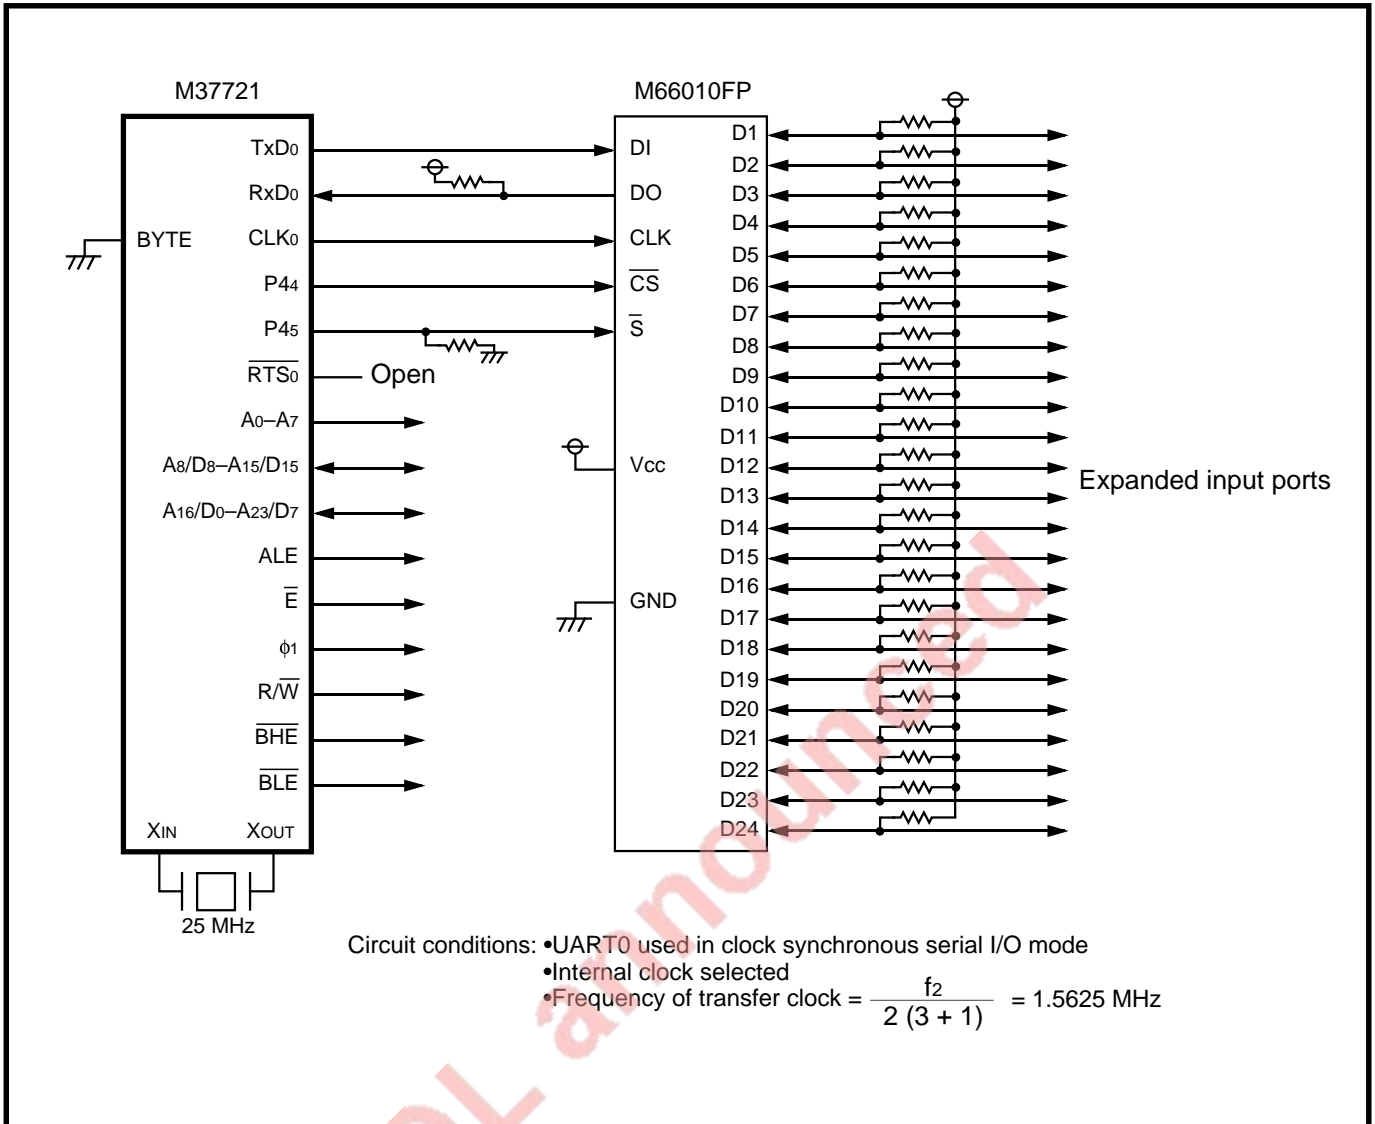 M37721
M66010FP
TxD0
RxD0
CLK0
P44
P45
RTS0
Open
A0–A7
A8/D8–A15/D15
A16/D0–A23/D7
ALE
E
ϕ1
R/W
BHE
BLE
BYTE
XIN
XOUT
25 MHz
DI
DO
CLK
CS
S
Vcc
GND
D1
D2
D3
D4
D5
D6
D7
D8
D9
D10
D11
D12
D13
D14
D15
D16
D17
D18
D19
D20
D21
D22
D23
D24
Expanded input ports
Circuit conditions: •UART0 used in clock synchronous serial I/O mode
•Internal clock selected
•Frequency of transfer clock = f2 / 2 (3 + 1) = 1.5625 MHz
OL announced